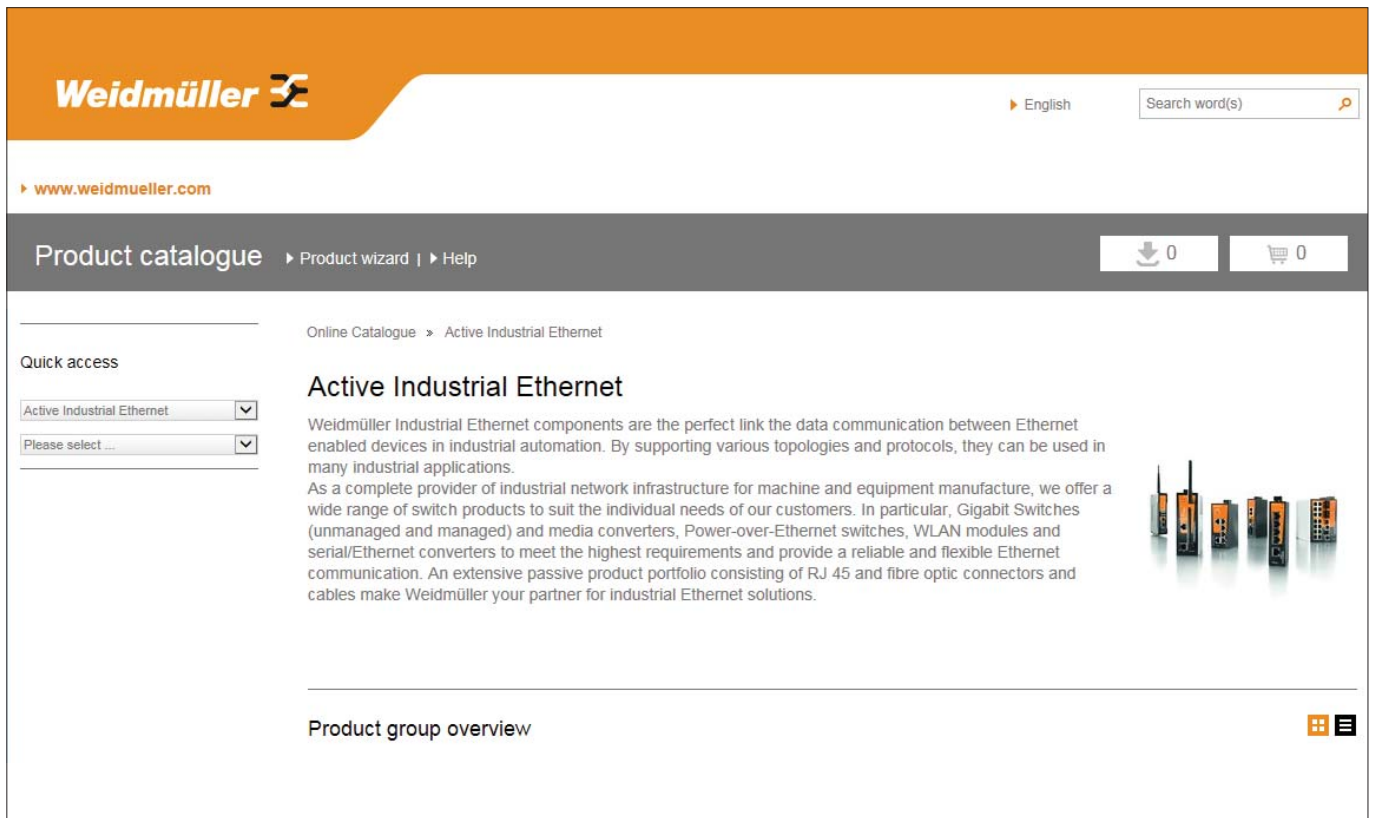 Weidmüller
English
Search word(s)
www.weidmueller.com
Product catalogue Product wizard | Help
0 0
Online Catalogue » Active Industrial Ethernet
Quick access
Active Industrial Ethernet
Please select ...
Active Industrial Ethernet
Weidmüller Industrial Ethernet components are the perfect link the data communication between Ethernet
enabled devices in industrial automation. By supporting various topologies and protocols, they can be used in
many industrial applications.
As a complete provider of industrial network infrastructure for machine and equipment manufacture, we offer a
wide range of switch products to suit the individual needs of our customers. In particular, Gigabit Switches
(unmanaged and managed) and media converters, Power-over-Ethernet switches, WLAN modules and
serial/Ethernet converters to meet the highest requirements and provide a reliable and flexible Ethernet
communication. An extensive passive product portfolio consisting of RJ 45 and fibre optic connectors and
cables make Weidmüller your partner for industrial Ethernet solutions.
Product group overview